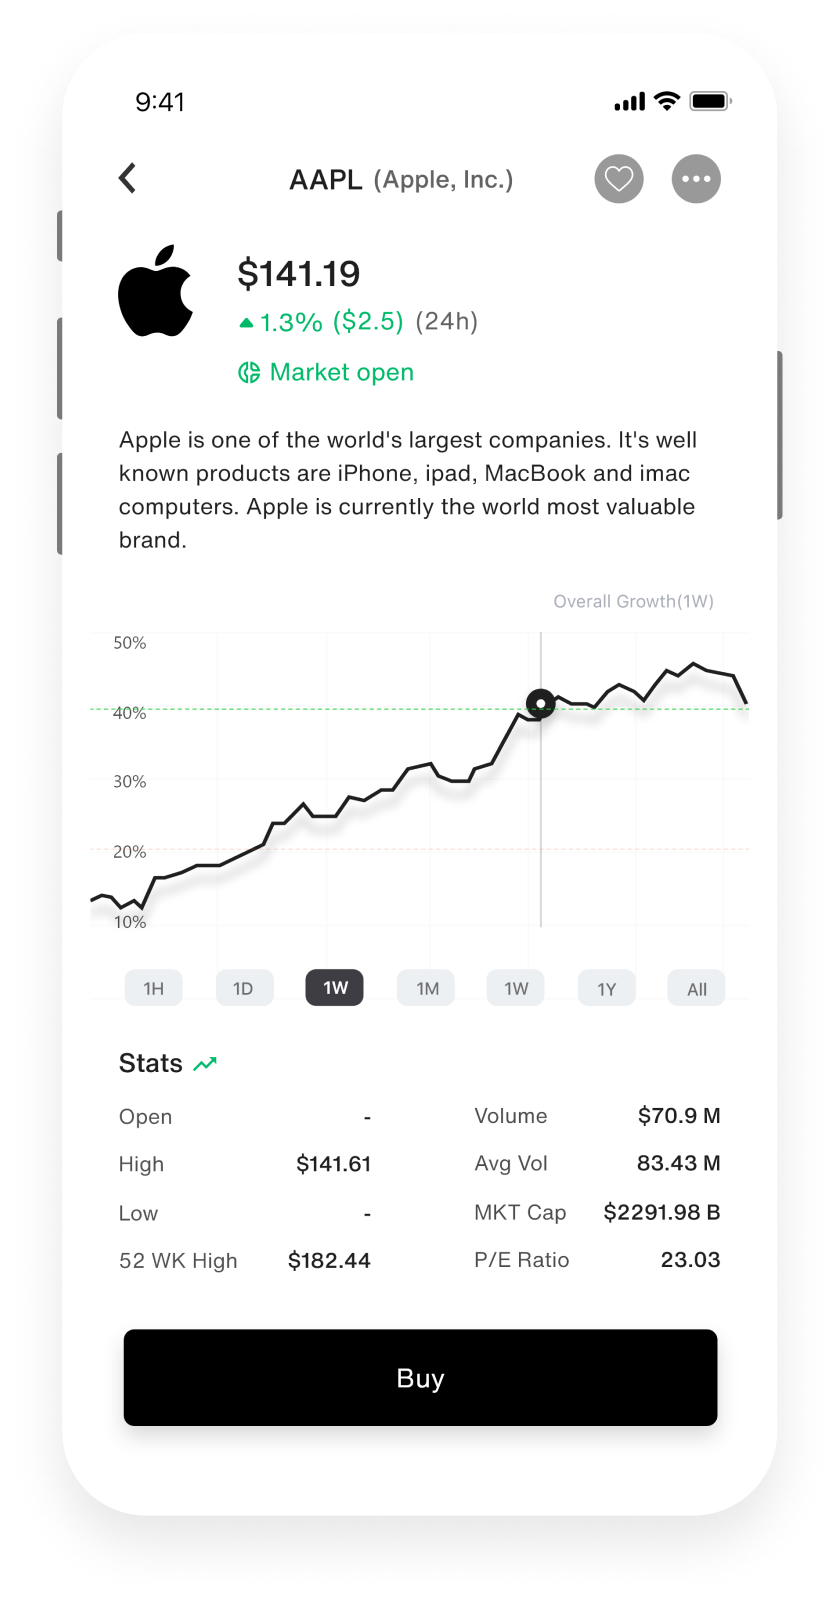 9:41
AAPL (Apple, Inc.)
$141.19
1.3% ($2.5) (24h)
Market open
Apple is one of the world's largest companies. It's well
known products are iPhone, ipad, MacBook and imac
computers. Apple is currently the world most valuable
brand.
Overall Growth(1W)
50%
40%
30%
20%
10%
1H 1D 1W 1M 1W 1Y All
Stats
Open - Volume $70.9 M
High $141.61 Avg Vol 83.43 M
Low - MKT Cap $2291.98 B
52 WK High $182.44 P/E Ratio 23.03
Buy